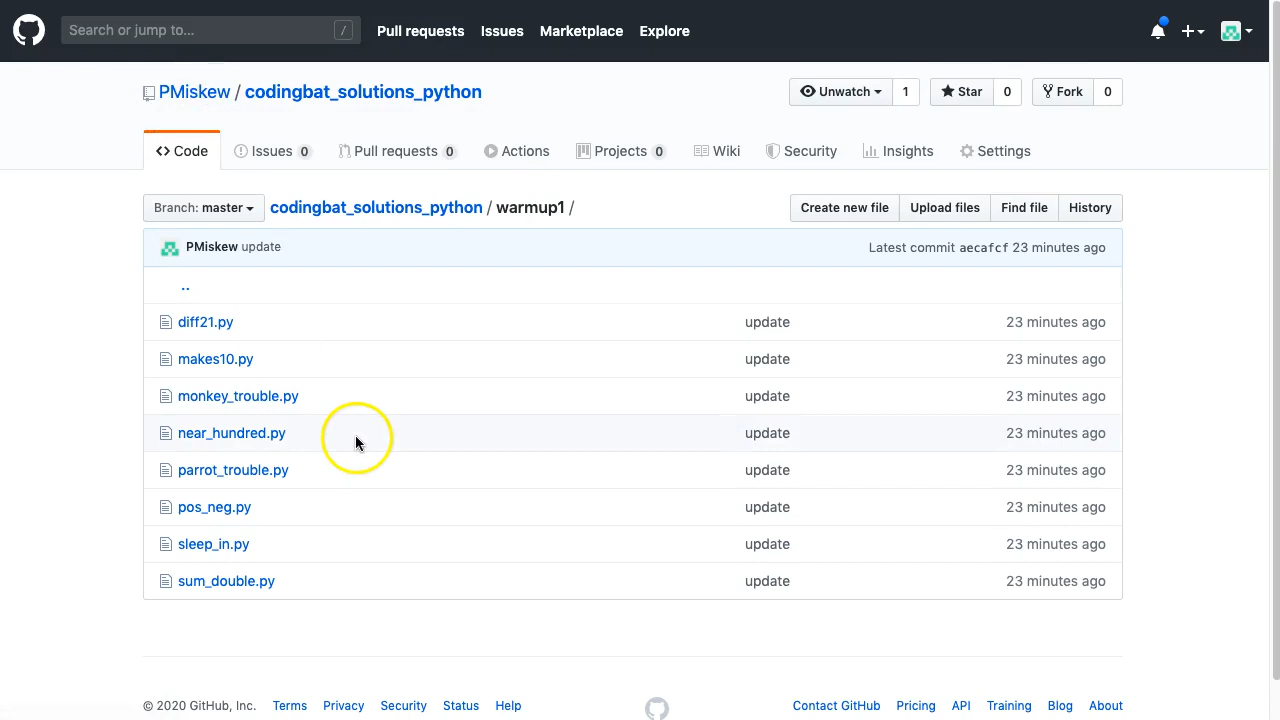 Search or jump to... / Pull requests Issues Marketplace Explore
PMiskew / codingbat_solutions_python Unwatch 1 Star 0 Fork 0
Code Issues 0 Pull requests 0 Actions Projects 0 Wiki Security Insights Settings
Branch: master codingbat_solutions_python / warmup1 / Create new file Upload files Find file History
PMiskew update Latest commit aecafcf 23 minutes ago
..
diff21.py update 23 minutes ago
makes10.py update 23 minutes ago
monkey_trouble.py update 23 minutes ago
near_hundred.py update 23 minutes ago
parrot_trouble.py update 23 minutes ago
pos_neg.py update 23 minutes ago
sleep_in.py update 23 minutes ago
sum_double.py update 23 minutes ago
© 2020 GitHub, Inc. Terms Privacy Security Status Help Contact GitHub Pricing API Training Blog About